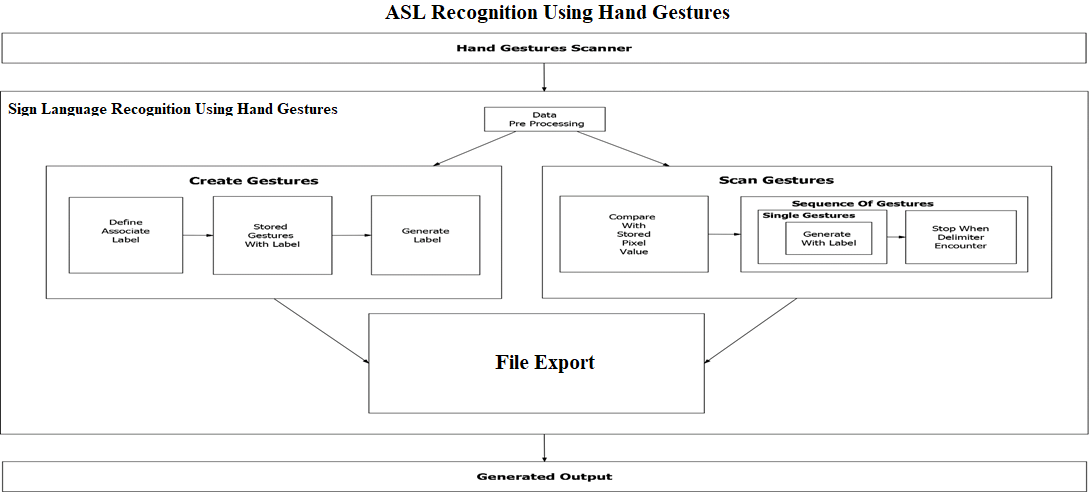 ASL Recognition Using Hand Gestures
Hand Gestures Scanner
Sign Language Recognition Using Hand Gestures
Data
Pre Processing
Create Gestures
Define
Associate
Label
Stored
Gestures
With Label
Generate
Label
Scan Gestures
Compare
With
Stored
Pixel
Value
Sequence Of Gestures
Single Gestures
Generate
With Label
Stop When
Delimiter
Encounter
File Export
Generated Output